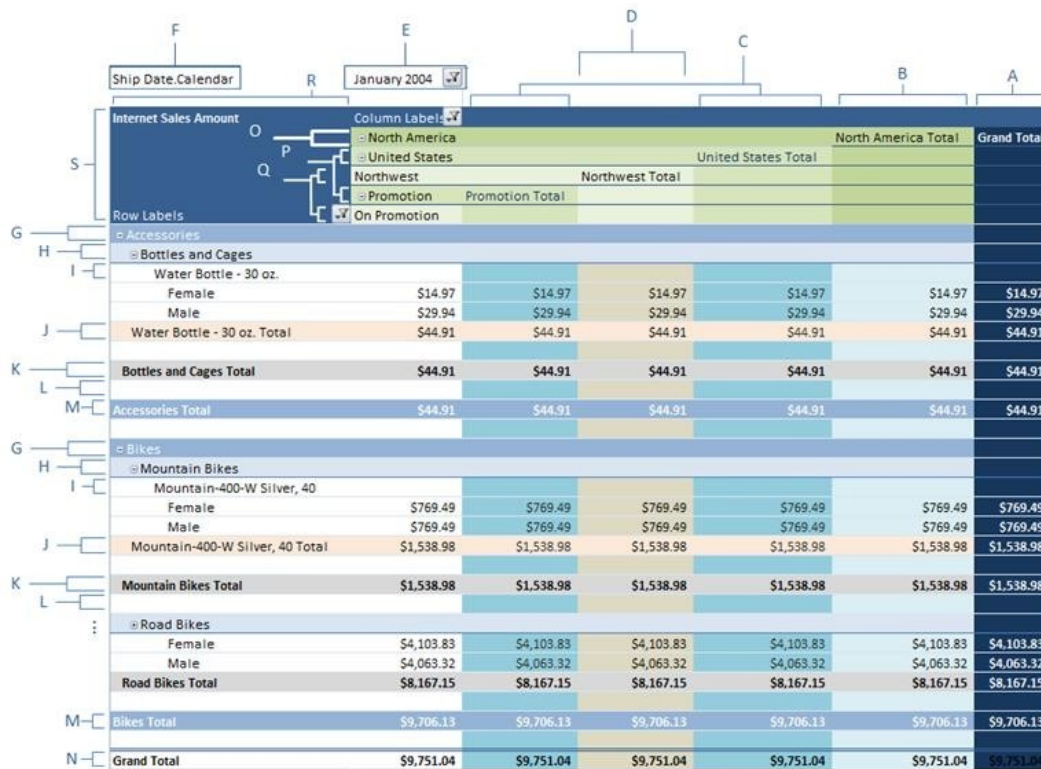 F E D C B A
Ship Date.Calendar R January 2004
Internet Sales Amount Column Labels
O North America North America Total Grand Total
P United States United States Total
S Q Northwest Northwest Total
Promotion Promotion Total
Row Labels On Promotion
G Accessories
H Bottles and Cages
I Water Bottle - 30 oz.
Female $14.97 $14.97 $14.97 $14.97 $14.97 $14.97
Male $29.94 $29.94 $29.94 $29.94 $29.94 $29.94
J Water Bottle - 30 oz. Total $44.91 $44.91 $44.91 $44.91 $44.91 $44.91
K Bottles and Cages Total $44.91 $44.91 $44.91 $44.91 $44.91 $44.91
L
M Accessories Total $44.91 $44.91 $44.91 $44.91 $44.91 $44.91
G Bikes
H Mountain Bikes
I Mountain-400-W Silver, 40
Female $769.49 $769.49 $769.49 $769.49 $769.49 $769.49
Male $769.49 $769.49 $769.49 $769.49 $769.49 $769.49
J Mountain-400-W Silver, 40 Total $1,538.98 $1,538.98 $1,538.98 $1,538.98 $1,538.98 $1,538.98
K Mountain Bikes Total $1,538.98 $1,538.98 $1,538.98 $1,538.98 $1,538.98 $1,538.98
L
Road Bikes
Female $4,103.83 $4,103.83 $4,103.83 $4,103.83 $4,103.83 $4,103.83
Male $4,063.32 $4,063.32 $4,063.32 $4,063.32 $4,063.32 $4,063.32
Road Bikes Total $8,167.15 $8,167.15 $8,167.15 $8,167.15 $8,167.15 $8,167.15
M Bikes Total $9,706.13 $9,706.13 $9,706.13 $9,706.13 $9,706.13 $9,706.13
N Grand Total $9,751.04 $9,751.04 $9,751.04 $9,751.04 $9,751.04 $9,751.04